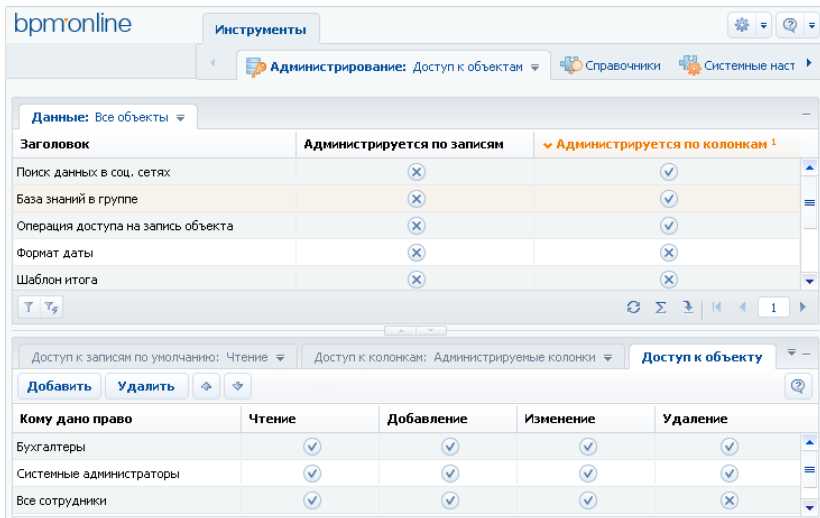 bpmonline
Инструменты
Администрирование: Доступ к объектам
Справочники
Системные наст
Данные: Все объекты
Заголовок Администрируется по записям Администрируется по колонкам 1
Поиск данных в соц. сетях
База знаний в группе
Операция доступа на запись объекта
Формат даты
Шаблон итога
1
Доступ к записям по умолчанию: Чтение Доступ к колонкам: Администрируемые колонки Доступ к объекту
Добавить Удалить
Кому дано право Чтение Добавление Изменение Удаление
Бухгалтеры
Системные администраторы
Все сотрудники